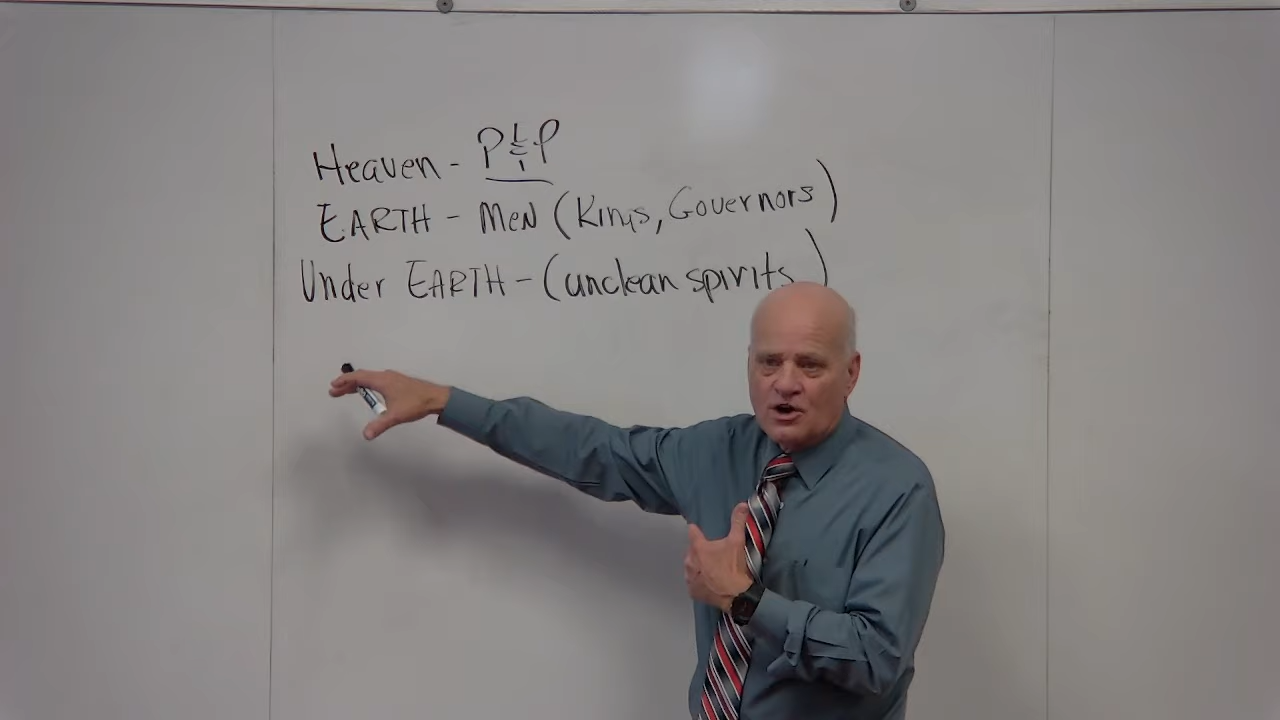 Heaven - P & P
EARTH - MeN (Kings, Governors)
Under EARTH - (unclean spirits)